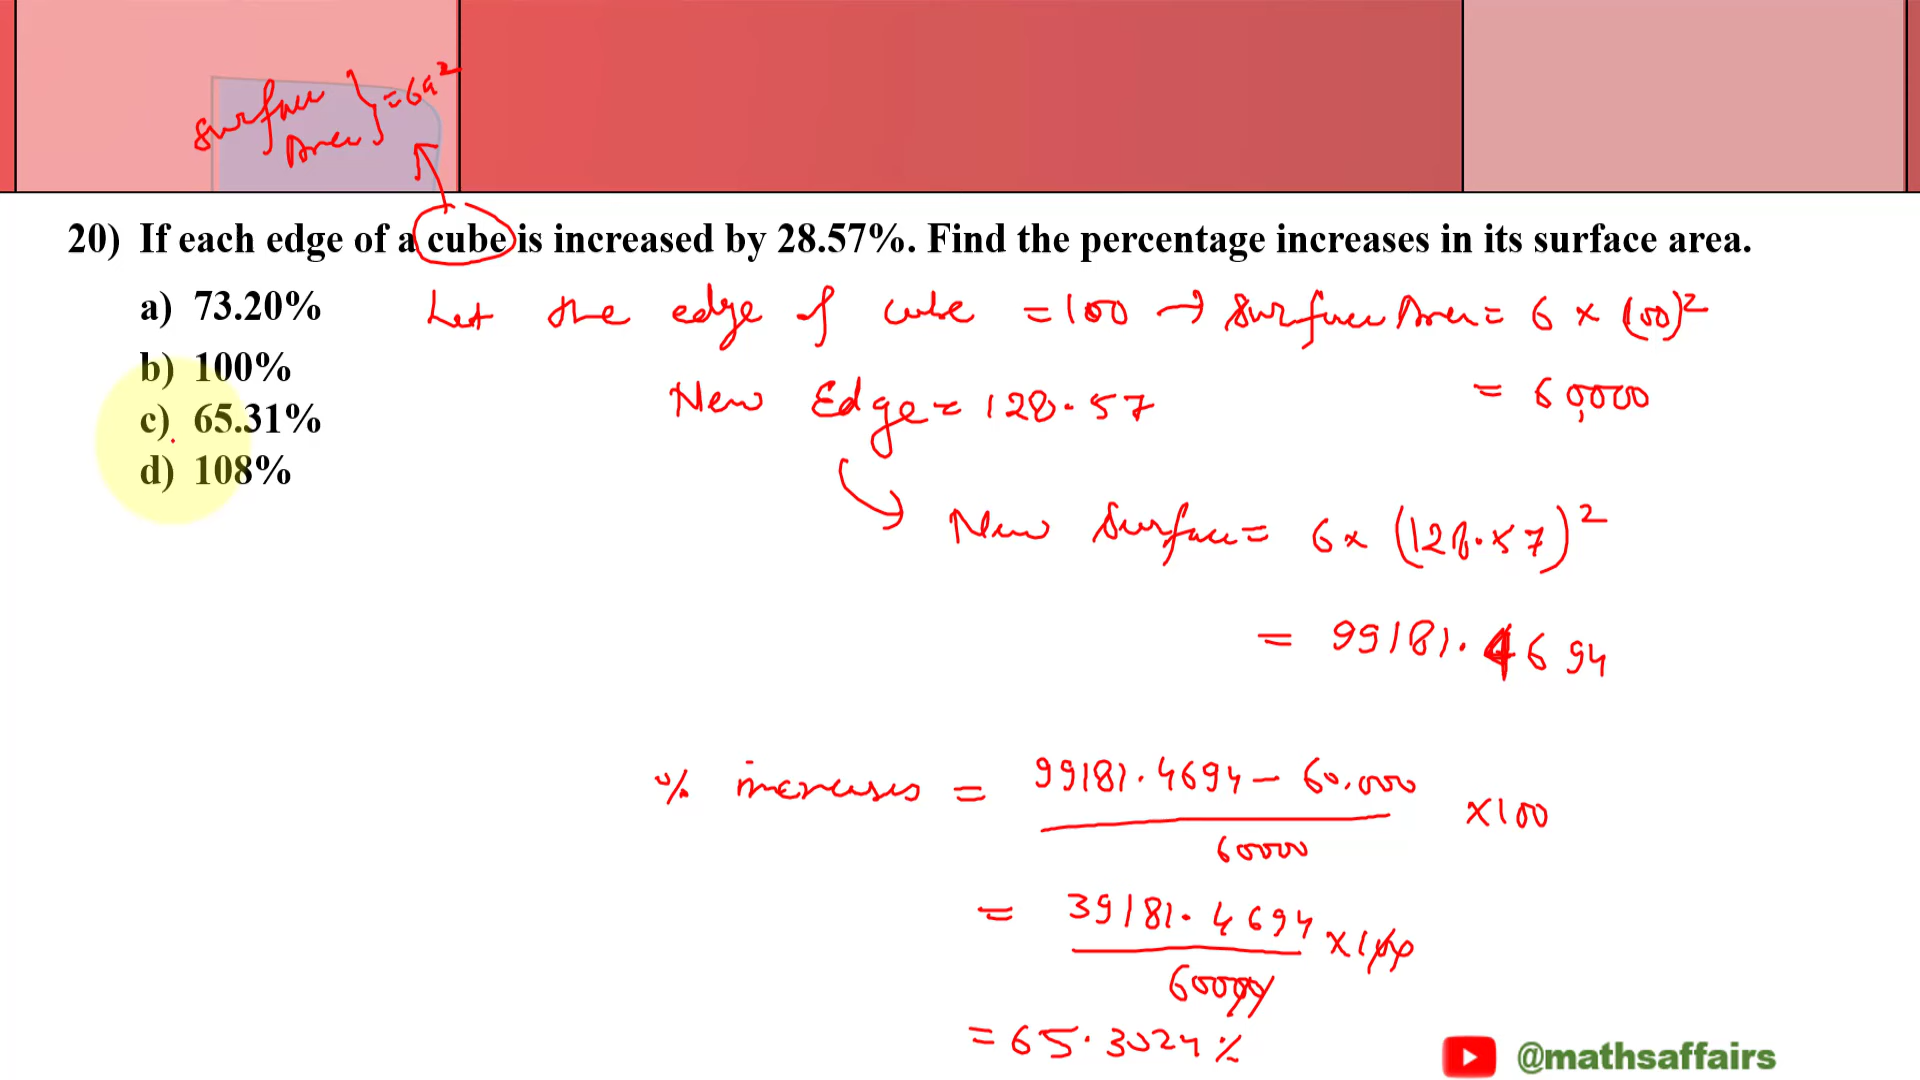 Surface
Area } = 6a²
20) If each edge of a cube is increased by 28.57%. Find the percentage increases in its surface area.
a) 73.20%
b) 100%
c) 65.31%
d) 108%
Let the edge of cube = 100 → Surface Area = 6 × (100)²
= 60,000
New Edge = 128.57
New Surface = 6 × (128.57)²
= 99181.4694
% increases = 99181.4694 - 60,000 / 60000 × 100
= 39181.4694 / 60000 × 100
= 65.3024 %
@mathsaffairs